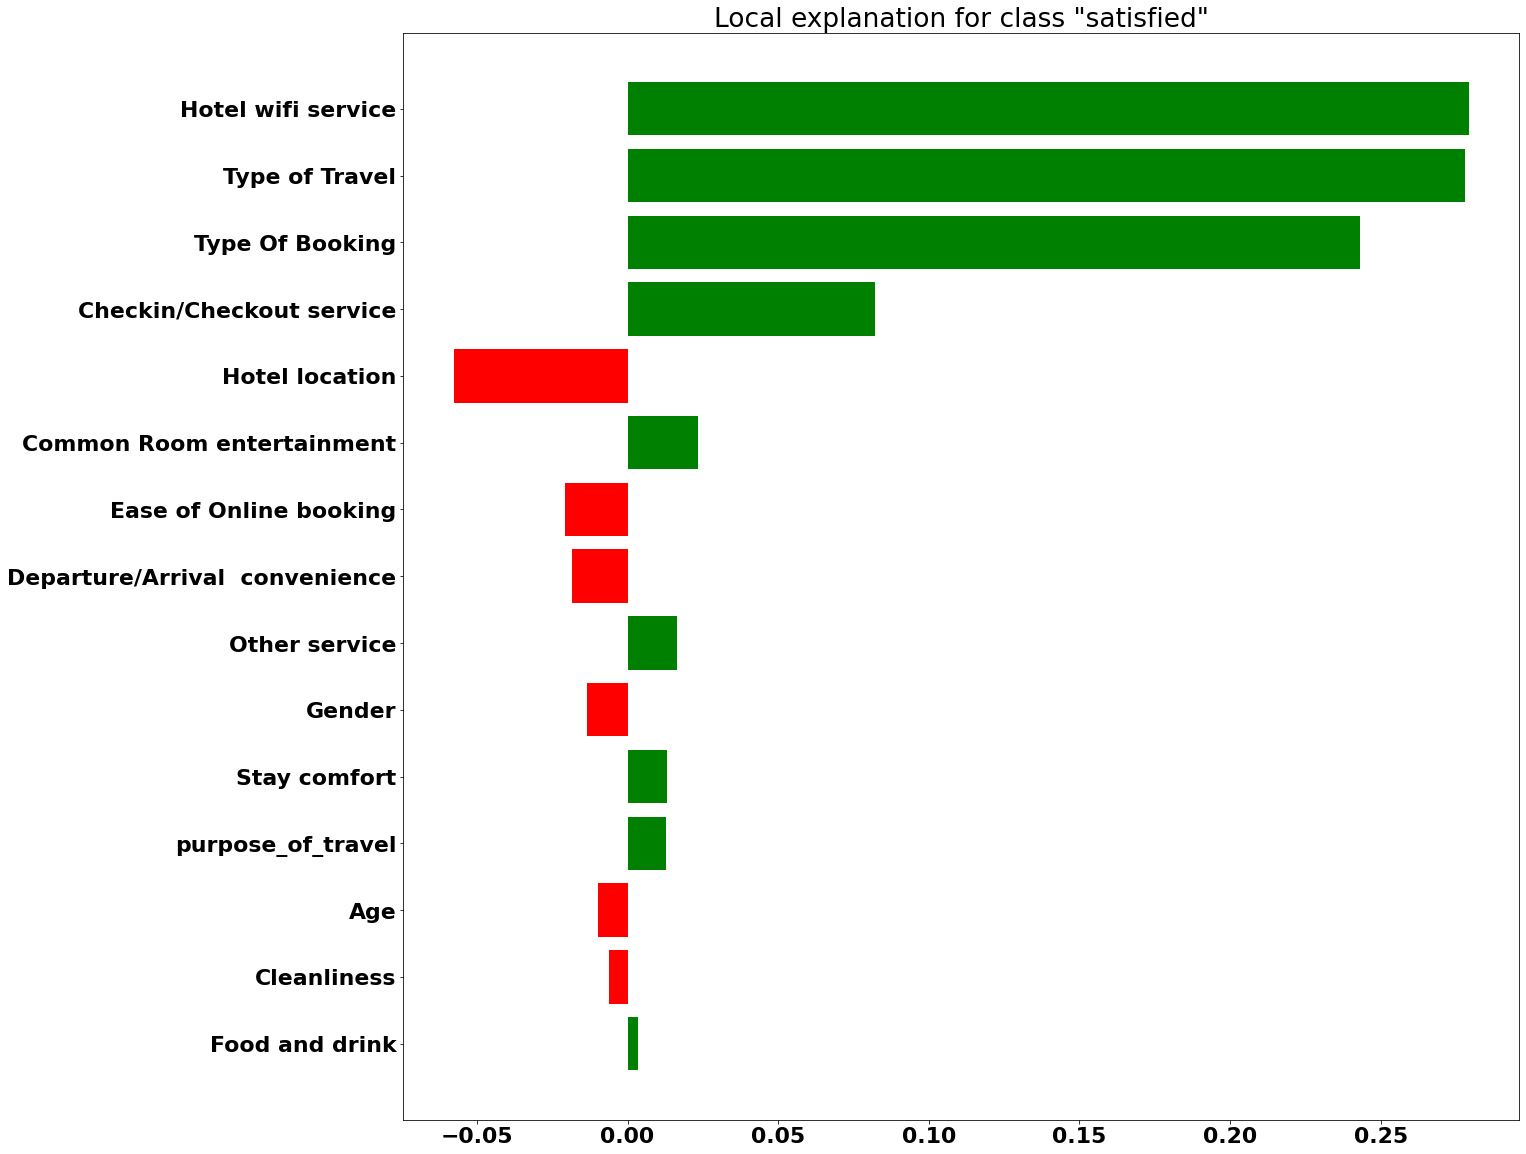 Local explanation for class "satisfied"
Hotel wifi service
Type of Travel
Type Of Booking
Checkin/Checkout service
Hotel location
Common Room entertainment
Ease of Online booking
Departure/Arrival  convenience
Other service
Gender
Stay comfort
purpose_of_travel
Age
Cleanliness
Food and drink
−0.05 0.00 0.05 0.10 0.15 0.20 0.25